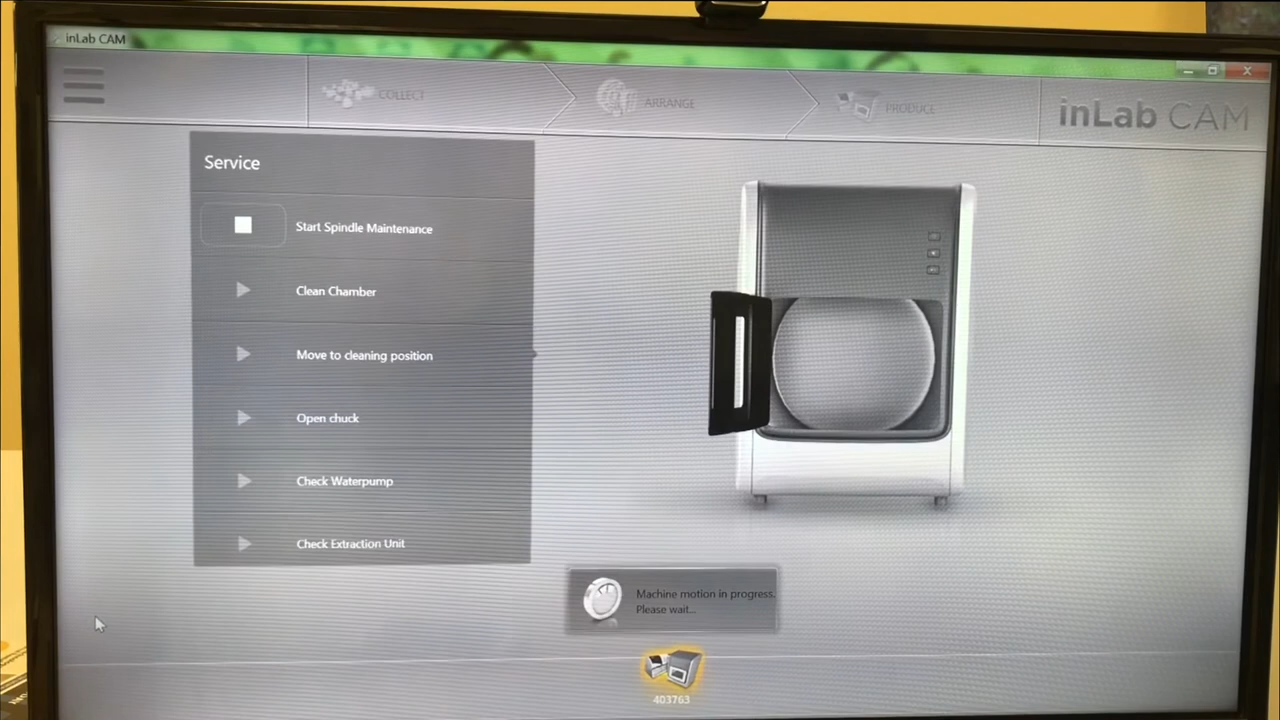 inLab CAM
COLLECT
ARRANGE
PRODUCE
inLab CAM
Service
Start Spindle Maintenance
Clean Chamber
Move to cleaning position
Open chuck
Check Waterpump
Check Extraction Unit
Machine motion in progress.
Please wait...
403763